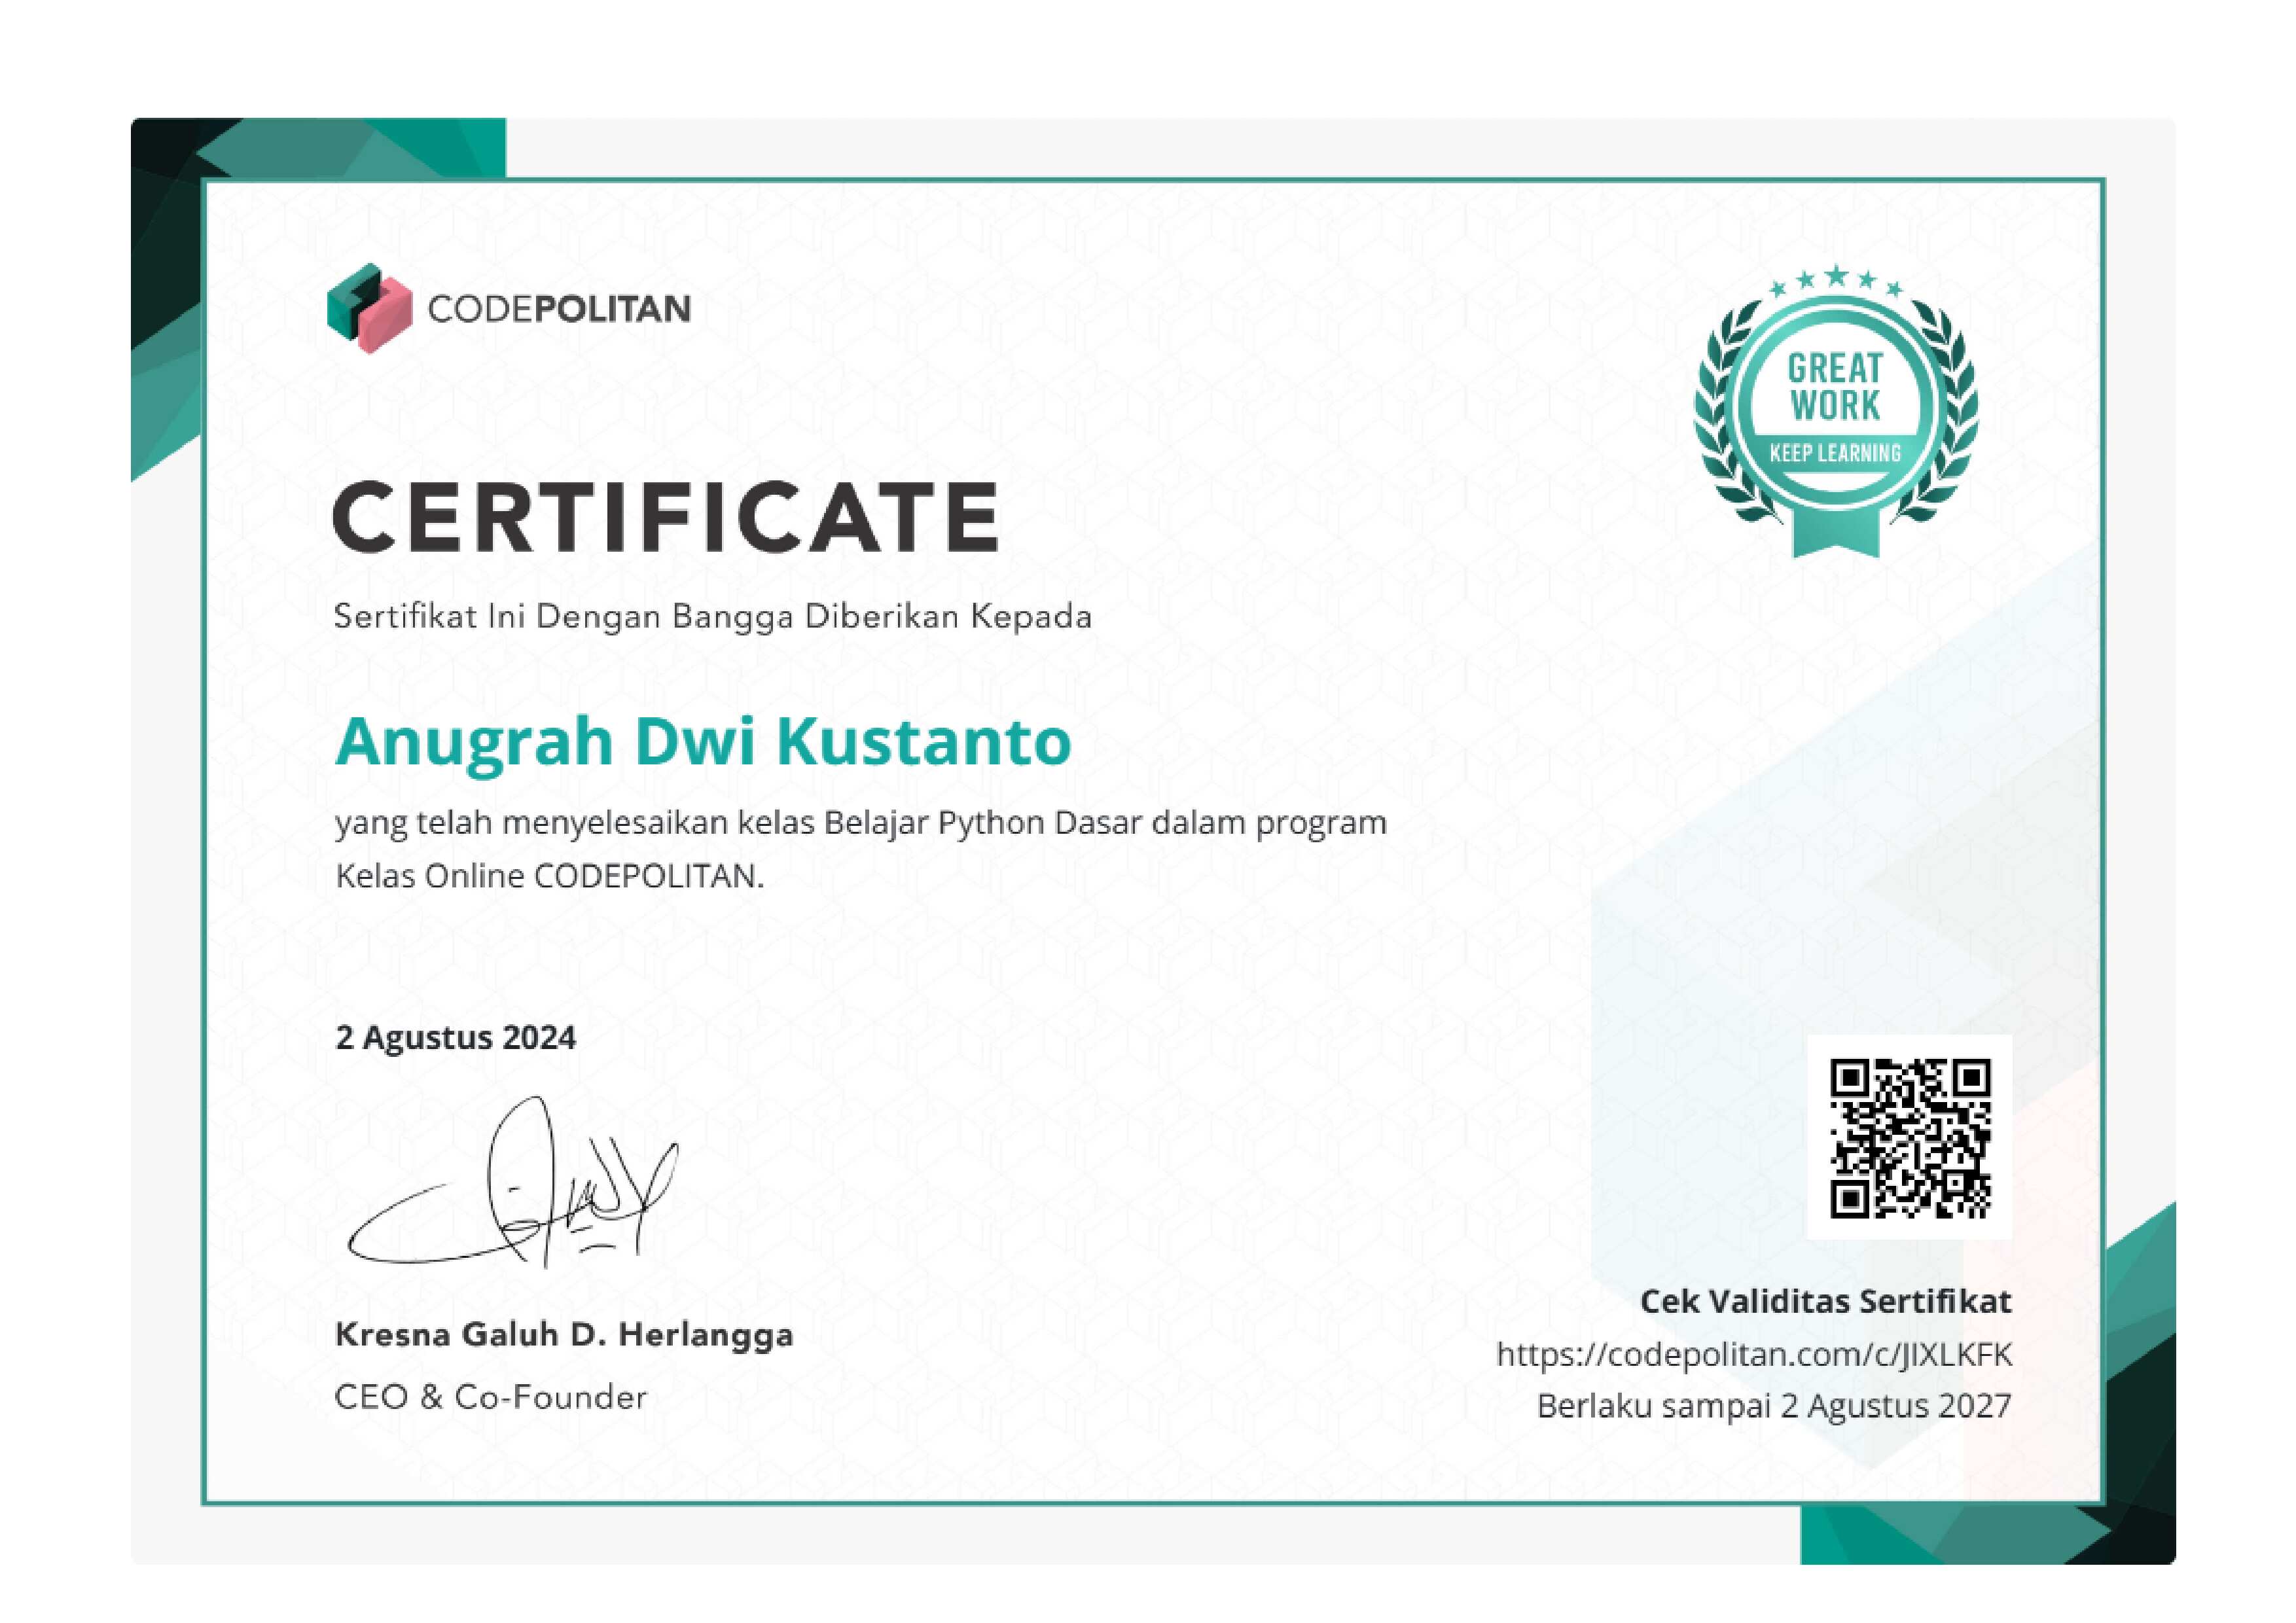 CODEPOLITAN
GREAT
WORK
KEEP LEARNING
CERTIFICATE
Sertifikat Ini Dengan Bangga Diberikan Kepada
Anugrah Dwi Kustanto
yang telah menyelesaikan kelas Belajar Python Dasar dalam program
Kelas Online CODEPOLITAN.
2 Agustus 2024
Kresna Galuh D. Herlangga
CEO & Co-Founder
Cek Validitas Sertifikat
https://codepolitan.com/c/JIXLKFK
Berlaku sampai 2 Agustus 2027